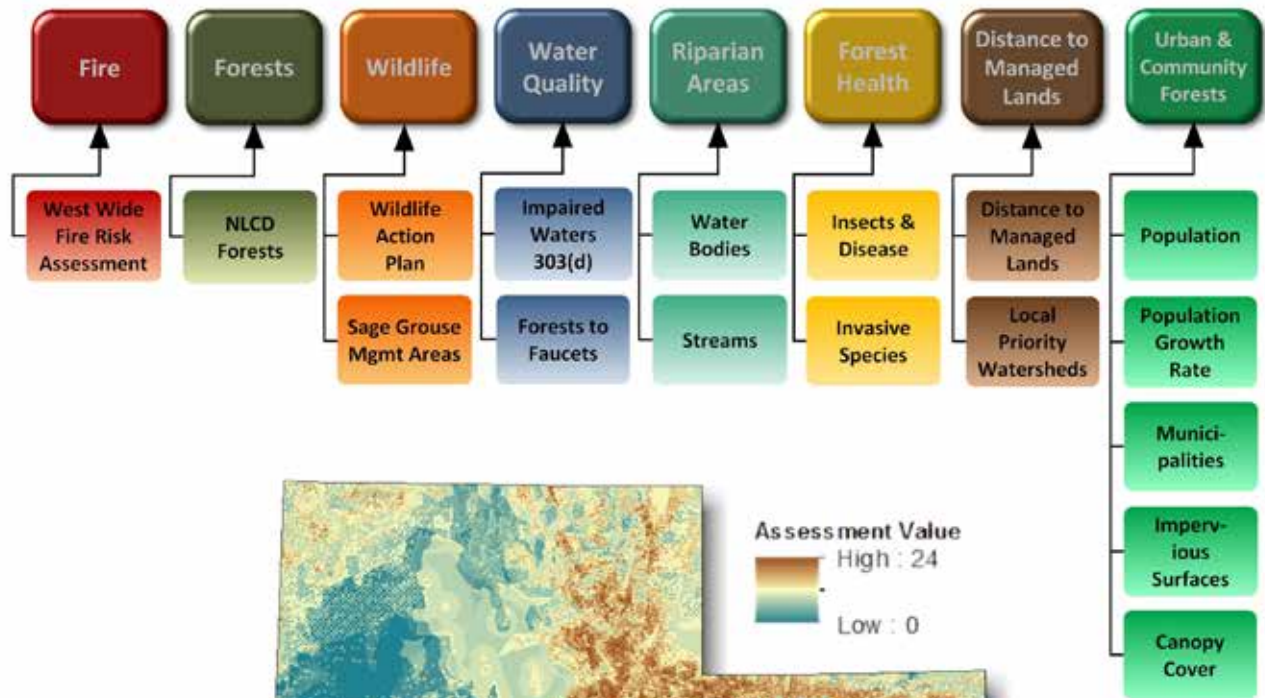 Fire
Forests
Wildlife
Water
Quality
Riparian
Areas
Forest
Health
Distance to
Managed
Lands
Urban &
Community
Forests
West Wide
Fire Risk
Assessment
NLCD
Forests
Wildlife
Action
Plan
Sage Grouse
Mgmt Areas
Impaired
Waters
303(d)
Forests to
Faucets
Water
Bodies
Streams
Insects &
Disease
Invasive
Species
Distance to
Managed
Lands
Local
Priority
Watersheds
Population
Population
Growth
Rate
Munici-
palities
Imperv-
ious
Surfaces
Canopy
Cover
Assessment Value
High : 24
Low : 0